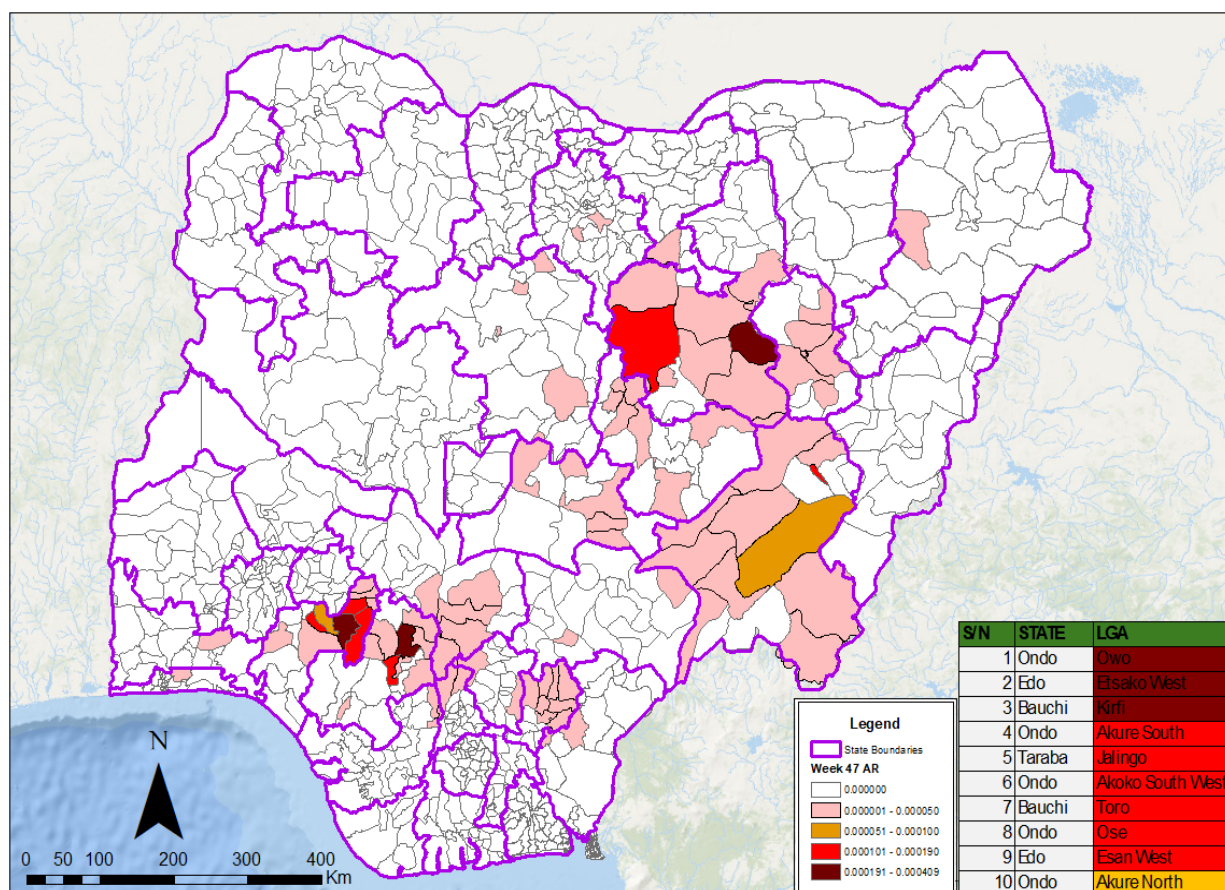 N
0 50 100 200 300 400
Km
Legend
State Boundaries
Week 47 AR
0.000000
0.000001 - 0.000050
0.000051 - 0.000100
0.000101 - 0.000190
0.000191 - 0.000409
S/N STATE LGA
1 Ondo Owo
2 Edo Etsako West
3 Bauchi Kirfi
4 Ondo Akure South
5 Taraba Jalingo
6 Ondo Akoko South West
7 Bauchi Toro
8 Ondo Ose
9 Edo Esan West
10 Ondo Akure North